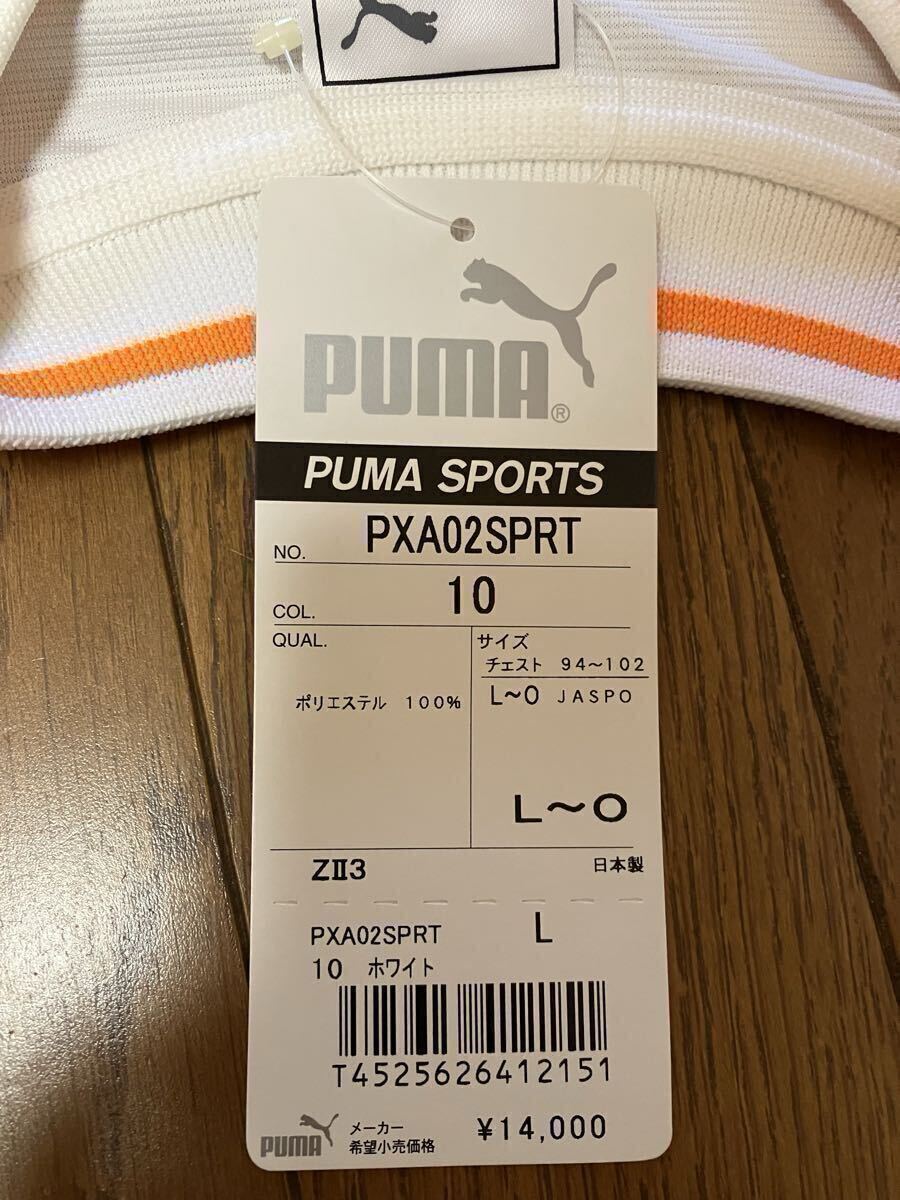 PUMA®
PUMA SPORTS
NO. PXA02SPRT
COL. 10
QUAL.
ポリエステル 100%
サイズ
チェスト 94〜102
L〜O JASPO
L〜O
ZⅡ3
日本製
PXA02SPRT L
10 ホワイト
T4525626412151
PUMA
メーカー
希望小売価格
¥14,000